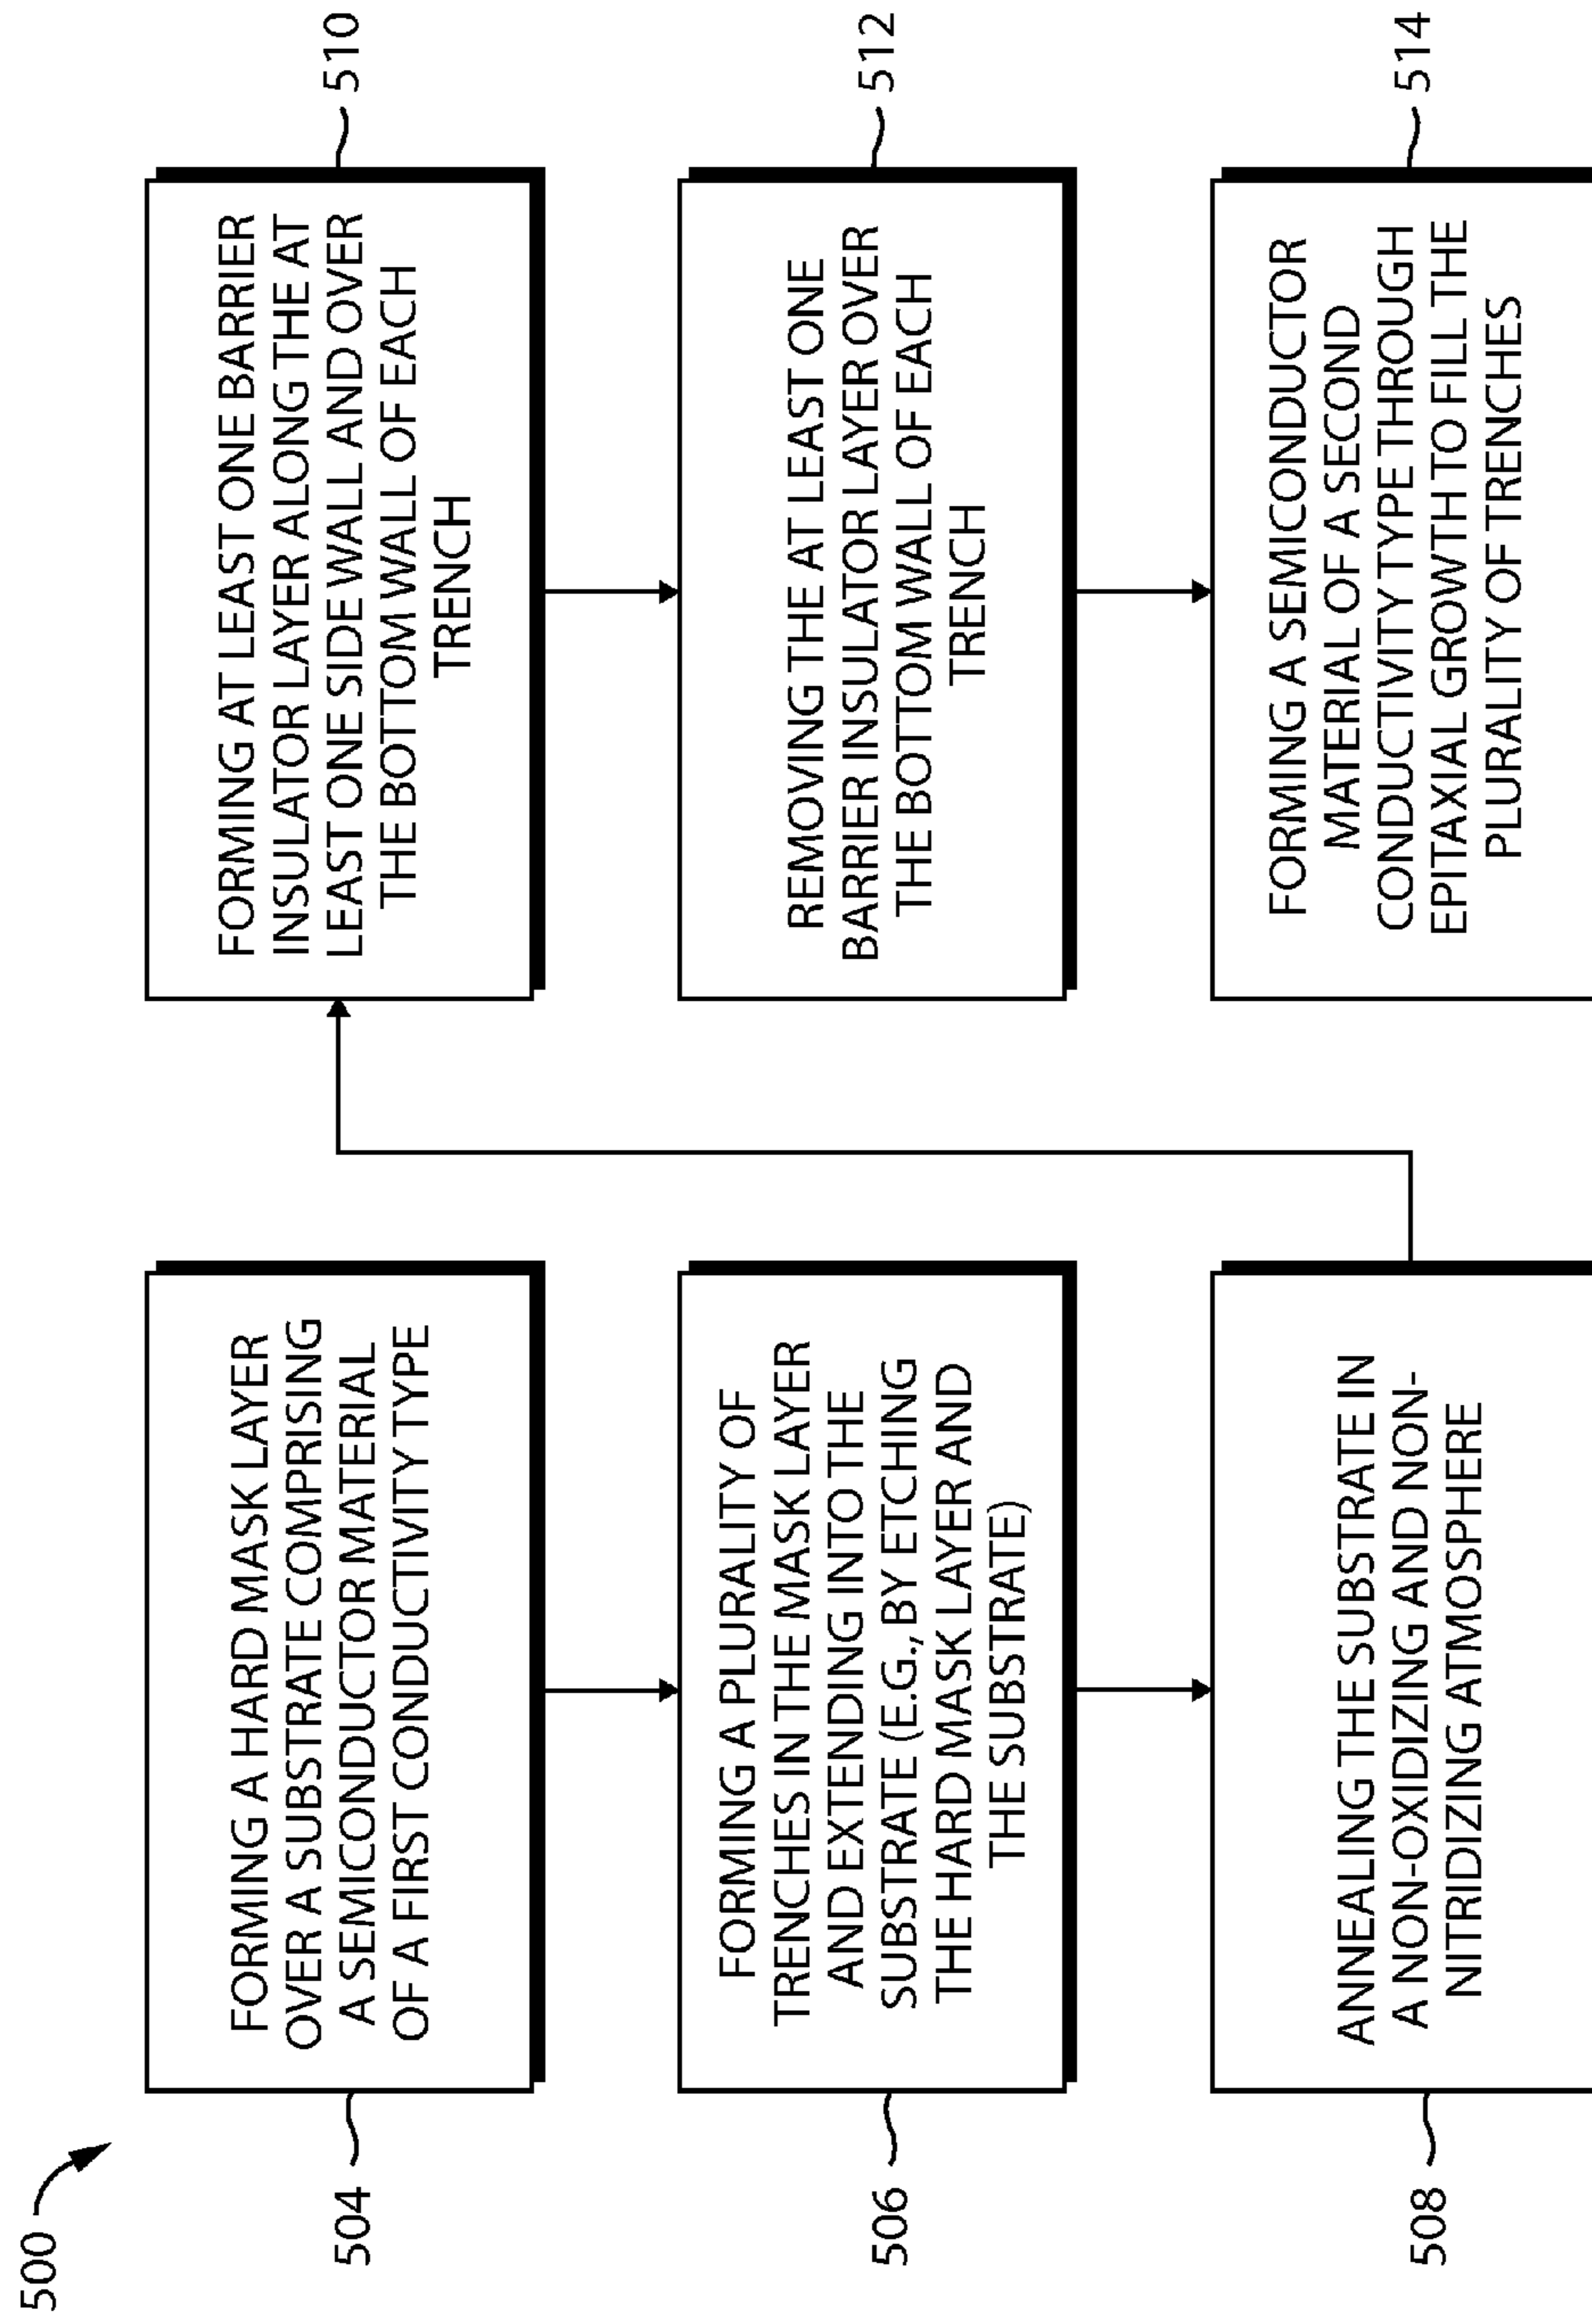 500
504
FORMING A HARD MASK LAYER
OVER A SUBSTRATE COMPRISING
A SEMICONDUCTOR MATERIAL
OF A FIRST CONDUCTIVITY TYPE
506
FORMING A PLURALITY OF
TRENCHES IN THE MASK LAYER
AND EXTENDING INTO THE
SUBSTRATE (E.G., BY ETCHING
THE HARD MASK LAYER AND
THE SUBSTRATE)
508
ANNEALING THE SUBSTRATE IN
A NON-OXIDIZING AND NON-
NITRIDIZING ATMOSPHERE
510
FORMING AT LEAST ONE BARRIER
INSULATOR LAYER ALONG THE AT
LEAST ONE SIDE WALL AND OVER
THE BOTTOM WALL OF EACH
TRENCH
512
REMOVING THE AT LEAST ONE
BARRIER INSULATOR LAYER OVER
THE BOTTOM WALL OF EACH
TRENCH
514
FORMING A SEMICONDUCTOR
MATERIAL OF A SECOND
CONDUCTIVITY TYPE THROUGH
EPITAXIAL GROWTH TO FILL THE
PLURALITY OF TRENCHES